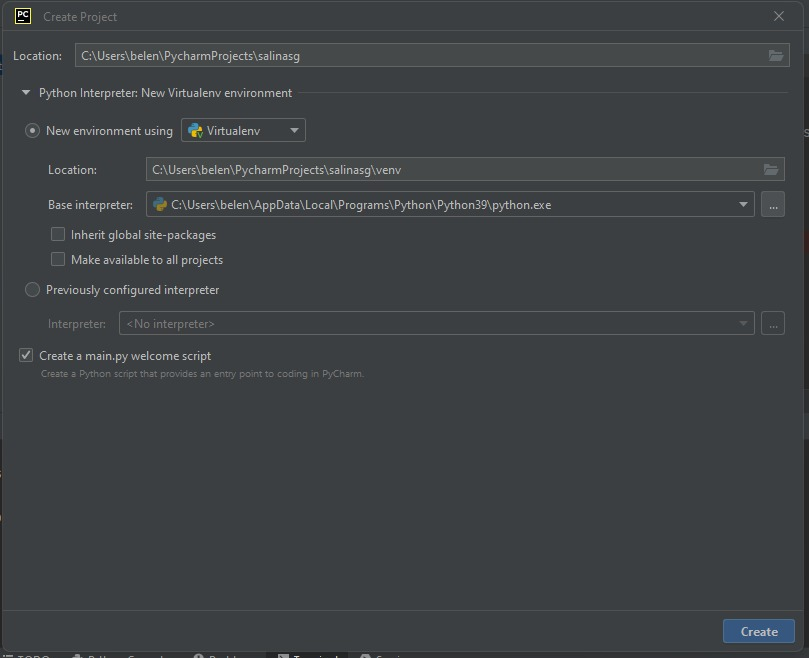 PC Create Project
Location: C:\Users\belen\PycharmProjects\salinasg
Python Interpreter: New Virtualenv environment
New environment using Virtualenv
Location: C:\Users\belen\PycharmProjects\salinasg\venv
Base interpreter: C:\Users\belen\AppData\Local\Programs\Python\Python39\python.exe ...
Inherit global site-packages
Make available to all projects
Previously configured interpreter
Interpreter: <No interpreter> ...
Create a main.py welcome script
Create a Python script that provides an entry point to coding in PyCharm.
Create